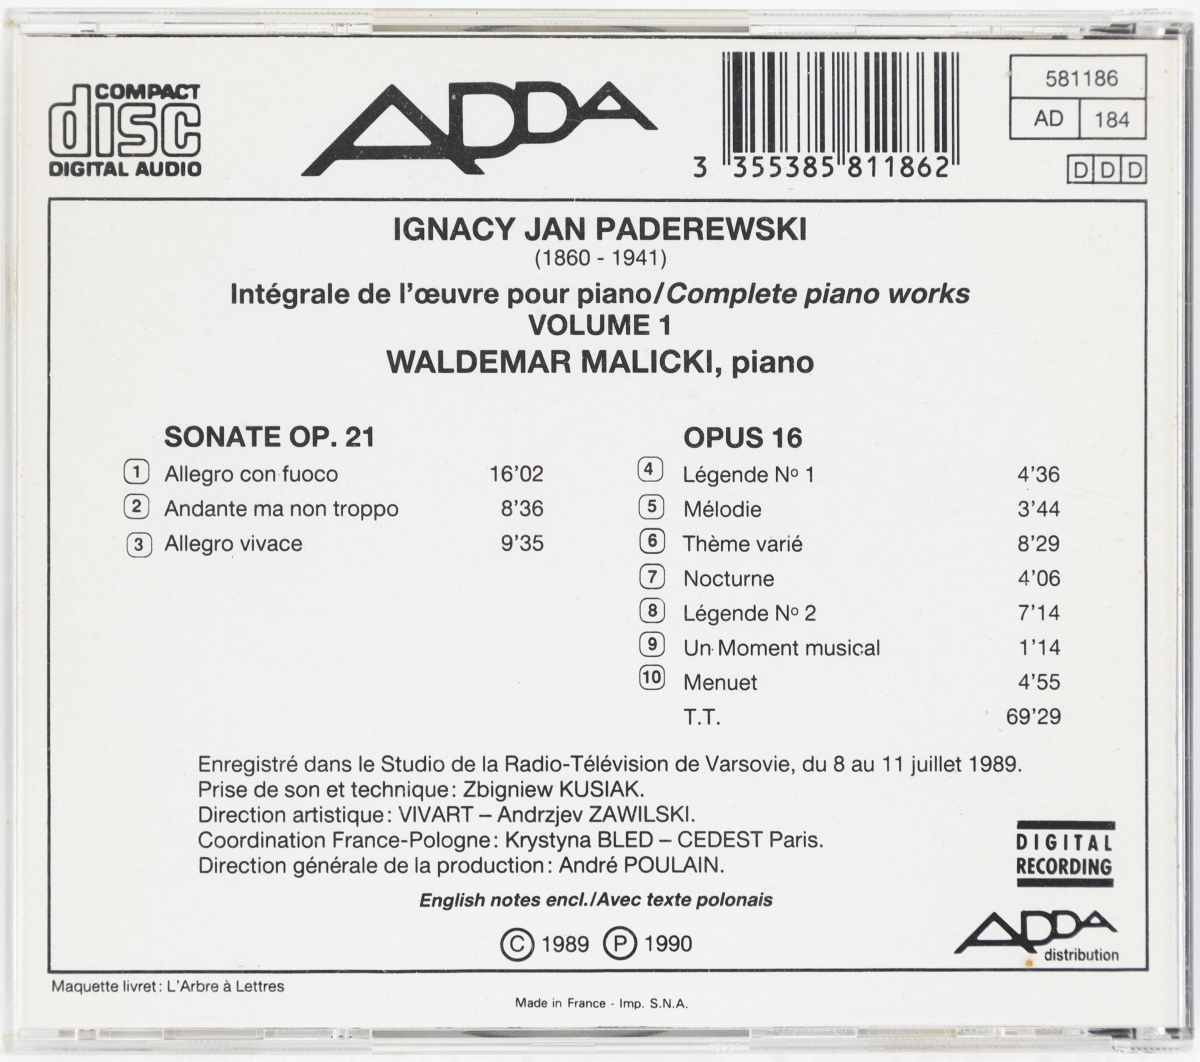 COMPACT
disc
DIGITAL AUDIO
ADDA
3 355385 811862
581186
AD 184
D D D
IGNACY JAN PADEREWSKI
(1860 - 1941)
Intégrale de l'œuvre pour piano/Complete piano works
VOLUME 1
WALDEMAR MALICKI, piano
SONATE OP. 21
1 Allegro con fuoco 16'02
2 Andante ma non troppo 8'36
3 Allegro vivace 9'35
OPUS 16
4 Légende Nº 1 4'36
5 Mélodie 3'44
6 Thème varié 8'29
7 Nocturne 4'06
8 Légende Nº 2 7'14
9 Un Moment musical 1'14
10 Menuet 4'55
T.T. 69'29
Enregistré dans le Studio de la Radio-Télévision de Varsovie, du 8 au 11 juillet 1989.
Prise de son et technique : Zbigniew KUSIAK.
Direction artistique : VIVART – Andrzjev ZAWILSKI.
Coordination France-Pologne : Krystyna BLED – CEDEST Paris.
Direction générale de la production : André POULAIN.
English notes encl./Avec texte polonais
© 1989 ℗ 1990
DIGITAL
RECORDING
ADDA
distribution
Maquette livret : L'Arbre à Lettres
Made in France - Imp. S.N.A.